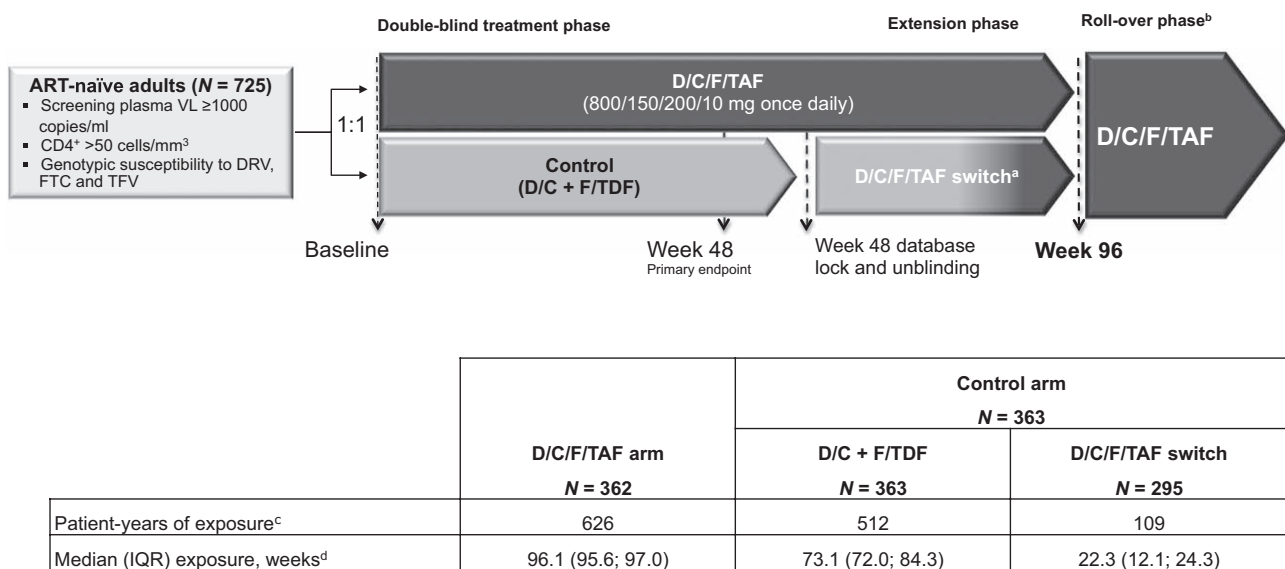 Double-blind treatment phase
Extension phase
Roll-over phaseᵇ
ART-naïve adults (N = 725)
▪ Screening plasma VL ≥1000
copies/ml
▪ CD4⁺ >50 cells/mm³
▪ Genotypic susceptibility to DRV,
FTC and TFV
1:1
D/C/F/TAF
(800/150/200/10 mg once daily)
Control
(D/C + F/TDF)
D/C/F/TAF switchᵃ
D/C/F/TAF
Baseline
Week 48
Primary endpoint
Week 48 database
lock and unblinding
Week 96
Control arm
N = 363
D/C/F/TAF arm
N = 362
D/C + F/TDF
N = 363
D/C/F/TAF switch
N = 295
Patient-years of exposureᶜ 626 512 109
Median (IQR) exposure, weeksᵈ 96.1 (95.6; 97.0) 73.1 (72.0; 84.3) 22.3 (12.1; 24.3)